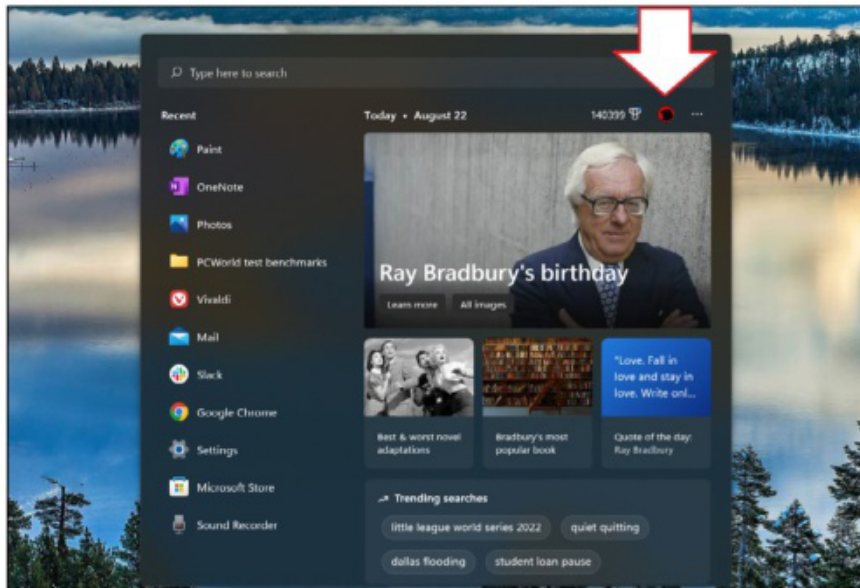 Type here to search
Recent
Today • August 22
140399
Paint
OneNote
Photos
PCWorld test benchmarks
Vivaldi
Mail
Slack
Google Chrome
Settings
Microsoft Store
Sound Recorder
Ray Bradbury's birthday
Learn more
All images
Best & worst novel
adaptations
Bradbury's most
popular book
"Love. Fall in
love and stay in
love. Write onl...
Quote of the day:
Ray Bradbury
Trending searches
little league world series 2022
quiet quitting
dallas flooding
student loan pause